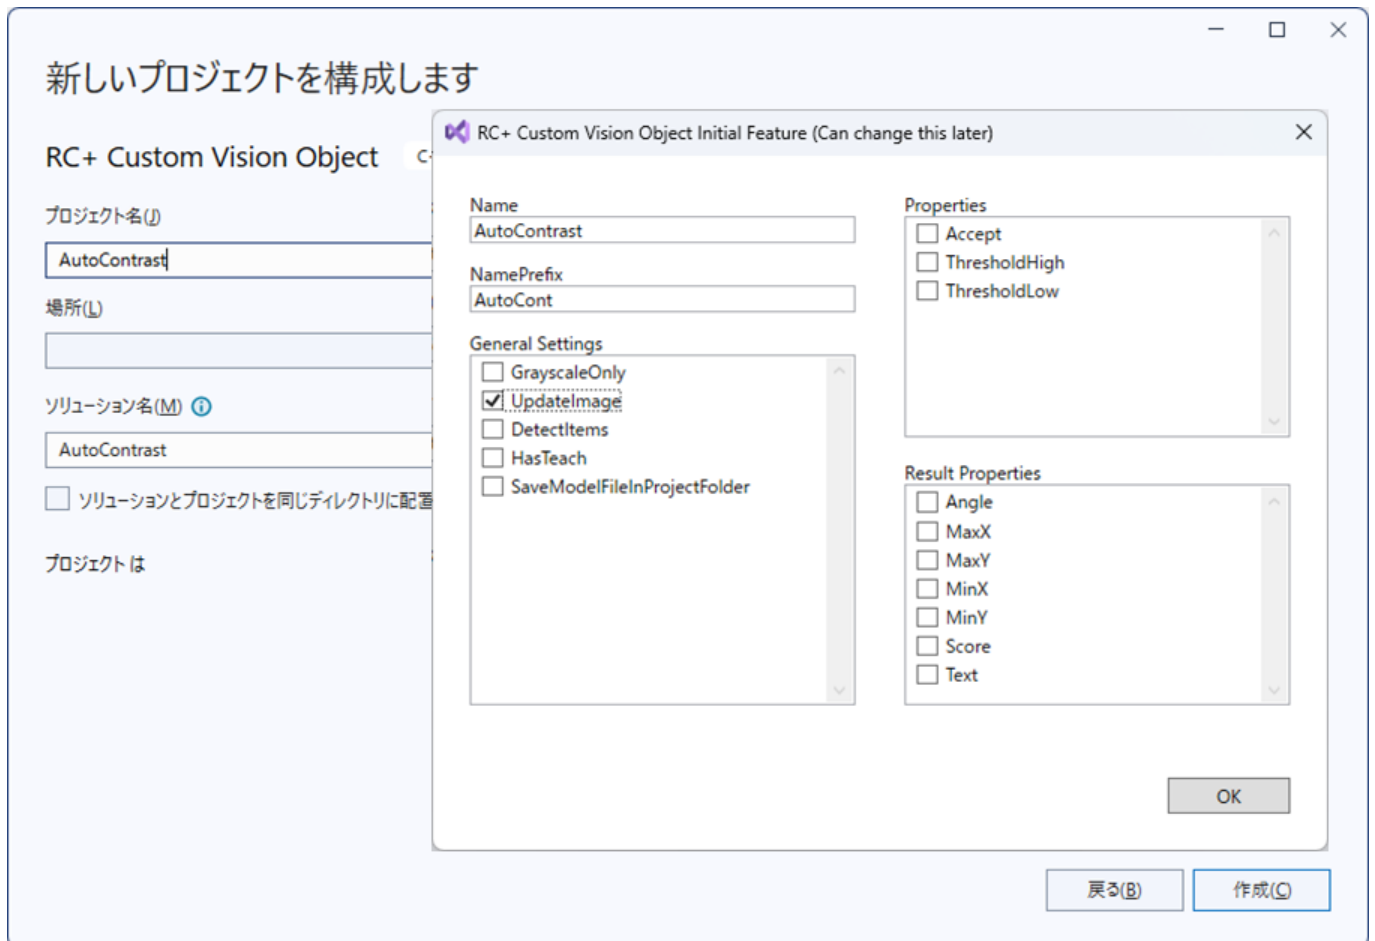 新しいプロジェクトを構成します
RC+ Custom Vision Object
プロジェクト名(J)
AutoContrast
場所(L)
ソリューション名(M)
AutoContrast
ソリューションとプロジェクトを同じディレクトリに配置
プロジェクト は
RC+ Custom Vision Object Initial Feature (Can change this later)
Name
AutoContrast
NamePrefix
AutoCont
General Settings
GrayscaleOnly
UpdateImage
DetectItems
HasTeach
SaveModelFileInProjectFolder
Properties
Accept
ThresholdHigh
ThresholdLow
Result Properties
Angle
MaxX
MaxY
MinX
MinY
Score
Text
OK
戻る(B)
作成(C)